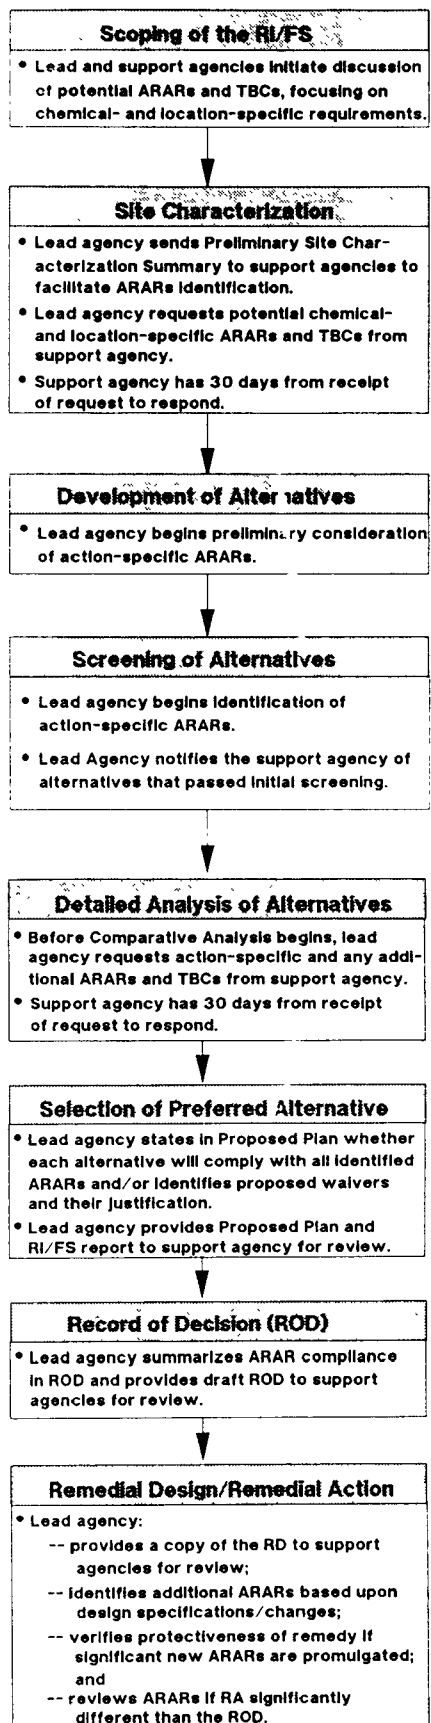 Scoping of the RI/FS
• Lead and support agencies initiate discussion
of potential ARARs and TBCs, focusing on
chemical- and location-specific requirements.
Site Characterization
• Lead agency sends Preliminary Site Char-
acterization Summary to support agencies to
facilitate ARARs identification.
• Lead agency requests potential chemical-
and location-specific ARARs and TBCs from
support agency.
• Support agency has 30 days from receipt
of request to respond.
Development of Alternatives
• Lead agency begins preliminary consideration
of action-specific ARARs.
Screening of Alternatives
• Lead agency begins identification of
action-specific ARARs.
• Lead Agency notifies the support agency of
alternatives that passed initial screening.
Detailed Analysis of Alternatives
• Before Comparative Analysis begins, lead
agency requests action-specific and any addi-
tional ARARs and TBCs from support agency.
• Support agency has 30 days from receipt
of request to respond.
Selection of Preferred Alternative
• Lead agency states in Proposed Plan whether
each alternative will comply with all identified
ARARs and/or identifies proposed waivers
and their justification.
• Lead agency provides Proposed Plan and
RI/FS report to support agency for review.
Record of Decision (ROD)
• Lead agency summarizes ARAR compliance
in ROD and provides draft ROD to support
agencies for review.
Remedial Design/Remedial Action
• Lead agency:
-- provides a copy of the RD to support
agencies for review;
-- identifies additional ARARs based upon
design specifications/changes;
-- verifies protectiveness of remedy if
significant new ARARs are promulgated;
and
-- reviews ARARs if RA significantly
different than the ROD.